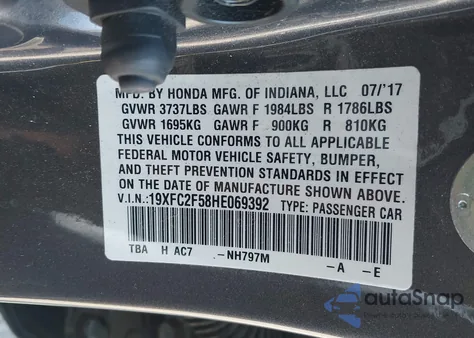 MFD. BY HONDA MFG. OF INDIANA, LLC 07/'17
GVWR 3737LBS GAWR F 1984LBS R 1786LBS
GVWR 1695KG GAWR F 900KG R 810KG
THIS VEHICLE CONFORMS TO ALL APPLICABLE
FEDERAL MOTOR VEHICLE SAFETY, BUMPER,
AND THEFT PREVENTION STANDARDS IN EFFECT
ON THE DATE OF MANUFACTURE SHOWN ABOVE.
V.I.N.:19XFC2F58HE069392 TYPE: PASSENGER CAR
TBA H AC7 -NH797M -A -E
autoSnap